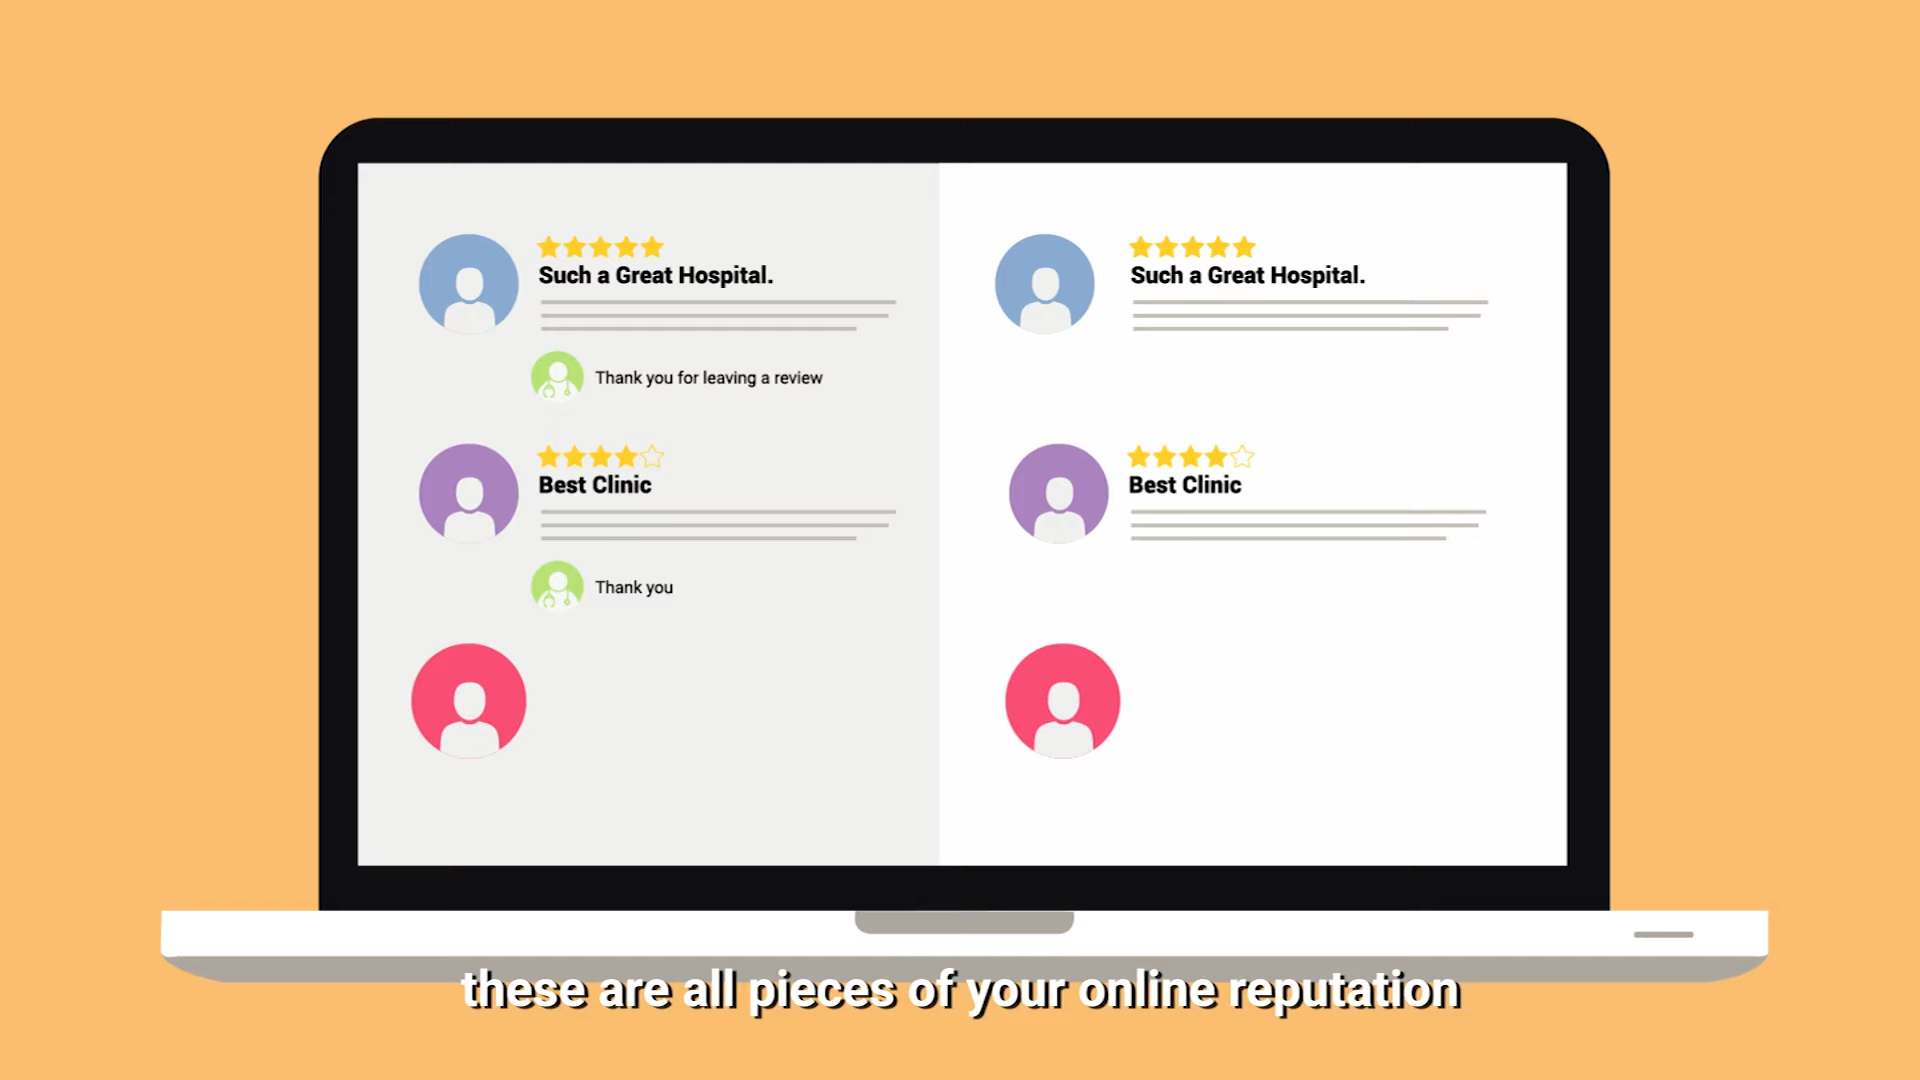 Such a Great Hospital.
Thank you for leaving a review
Best Clinic
Thank you
Such a Great Hospital.
Best Clinic
these are all pieces of your online reputation